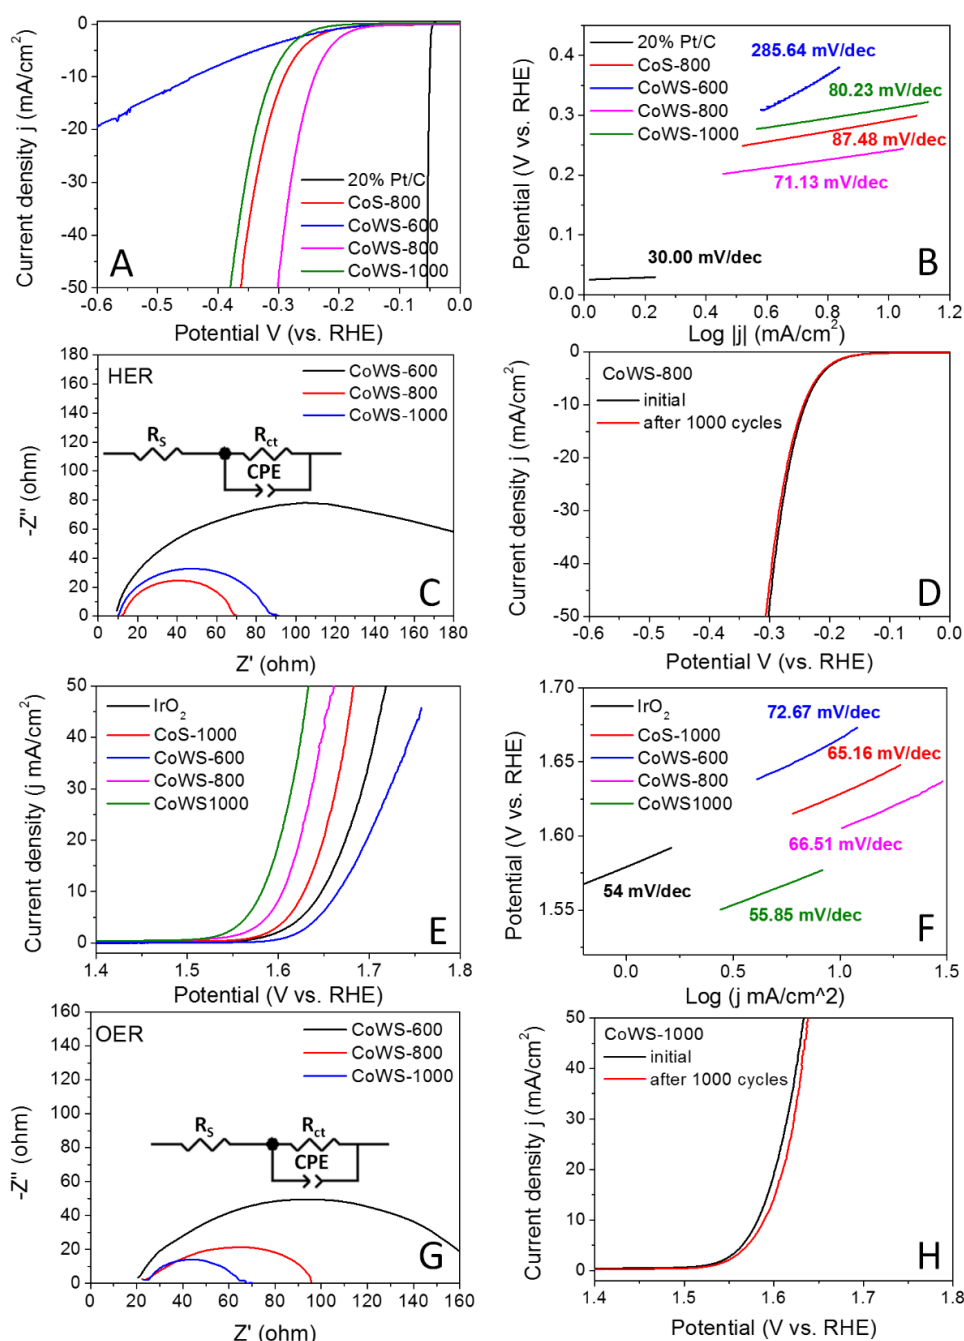 0
-10
-20
-30
-40
-50
Current density j (mA/cm²)
20% Pt/C
CoS-800
CoWS-600
CoWS-800
CoWS-1000
A
-0.6 -0.5 -0.4 -0.3 -0.2 -0.1 0.0
Potential V (vs. RHE)
0.4
0.3
0.2
0.1
0.0
Potential (V vs. RHE)
20% Pt/C
CoS-800
CoWS-600
CoWS-800
CoWS-1000
285.64 mV/dec
80.23 mV/dec
87.48 mV/dec
71.13 mV/dec
30.00 mV/dec
B
0.0 0.2 0.4 0.6 0.8 1.0 1.2
Log |j| (mA/cm²)
-180
-160
-140
-120
-100
-80
-60
-40
-20
0
-Z" (ohm)
HER
CoWS-600
CoWS-800
CoWS-1000
Rs
Rct
CPE
C
0 20 40 60 80 100 120 140 160 180
Z' (ohm)
0
-10
-20
-30
-40
-50
Current density j (mA/cm²)
CoWS-800
initial
after 1000 cycles
D
-0.6 -0.5 -0.4 -0.3 -0.2 -0.1 0.0
Potential V (vs. RHE)
50
40
30
20
10
0
Current density (j mA/cm²)
IrO₂
CoS-1000
CoWS-600
CoWS-800
CoWS1000
E
1.4 1.5 1.6 1.7 1.8
Potential (V vs. RHE)
1.70
1.65
1.60
1.55
Potential (V vs. RHE)
IrO₂
CoS-1000
CoWS-600
CoWS-800
CoWS1000
72.67 mV/dec
65.16 mV/dec
66.51 mV/dec
54 mV/dec
55.85 mV/dec
F
0.0 0.5 1.0 1.5
Log (j mA/cm^2)
160
140
120
100
80
60
40
20
0
-Z" (ohm)
OER
CoWS-600
CoWS-800
CoWS-1000
Rs
Rct
CPE
G
0 20 40 60 80 100 120 140 160
Z' (ohm)
50
40
30
20
10
0
Current density j (mA/cm²)
CoWS-1000
initial
after 1000 cycles
H
1.4 1.5 1.6 1.7 1.8
Potential (V vs. RHE)